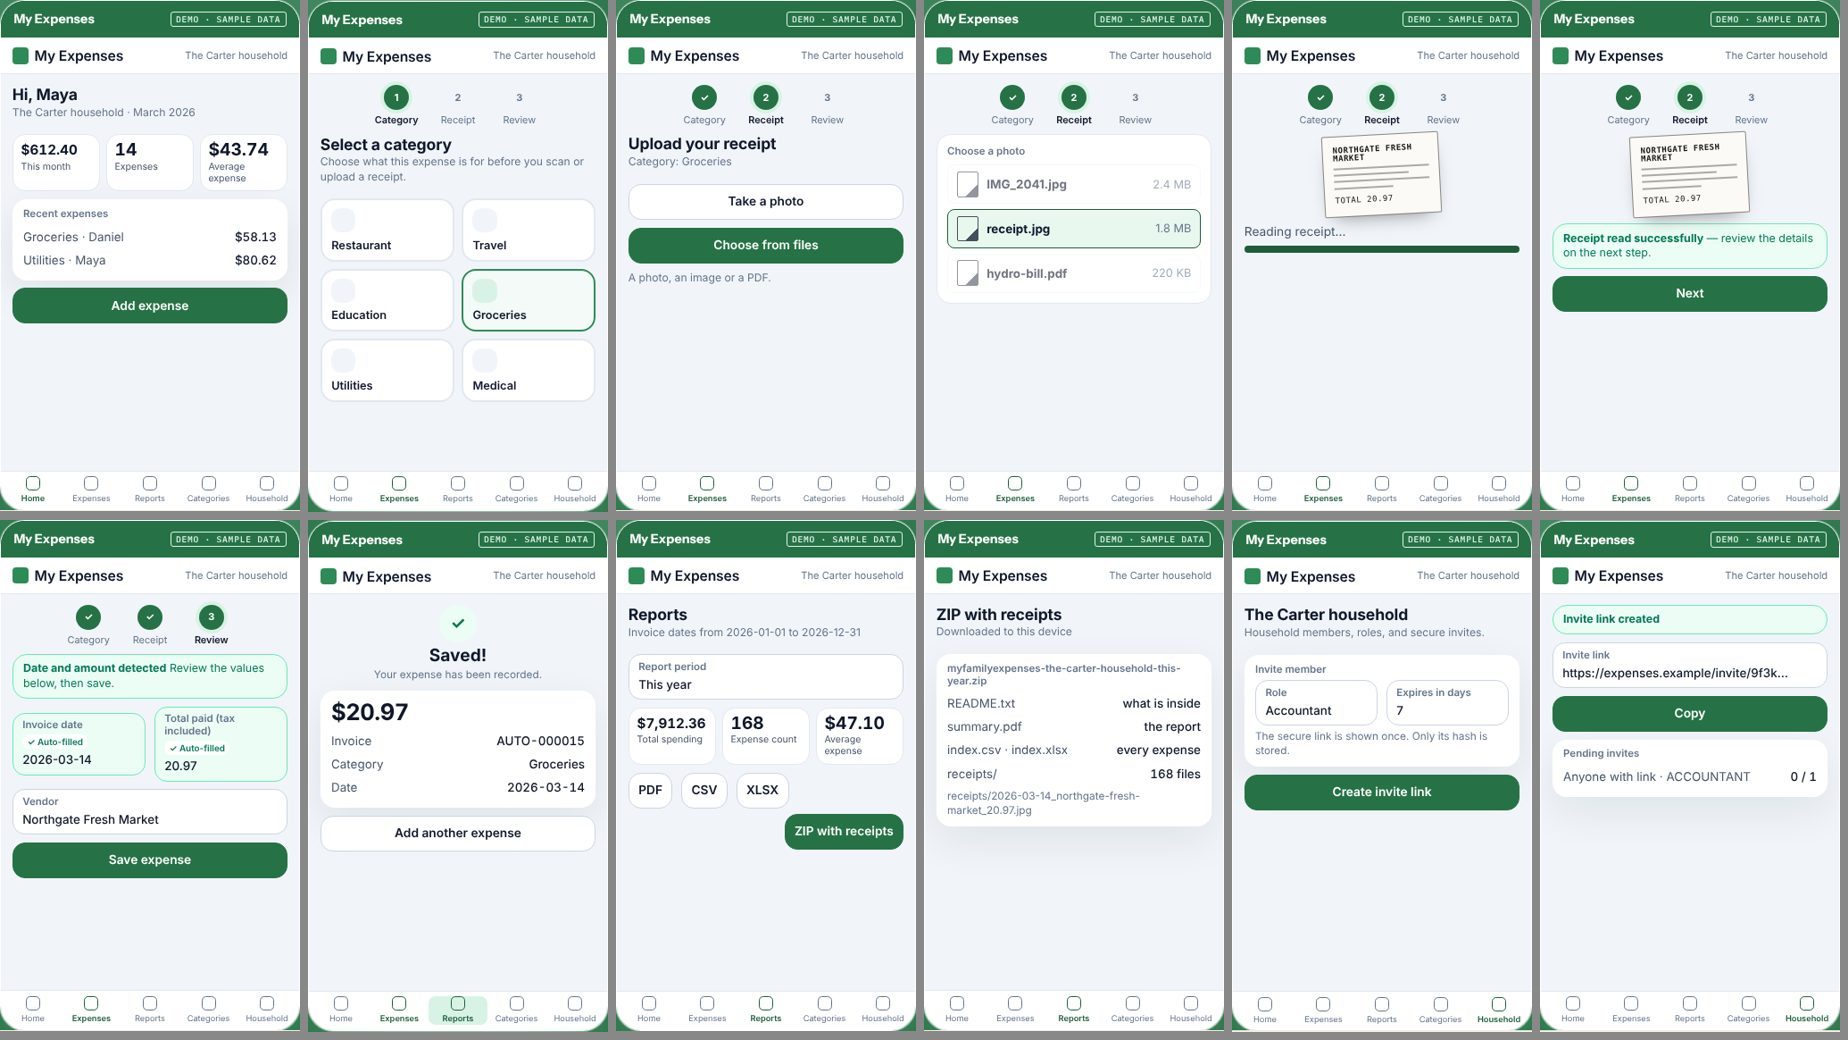 My Expenses
DEMO · SAMPLE DATA
My Expenses
The Carter household
Hi, Maya
The Carter household · March 2026
$612.40
This month
14
Expenses
$43.74
Average
expense
Recent expenses
Groceries · Daniel
$58.13
Utilities · Maya
$80.62
Add expense
Home
Expenses
Reports
Categories
Household
My Expenses
DEMO · SAMPLE DATA
My Expenses
The Carter household
1
2
3
Category
Receipt
Review
Select a category
Choose what this expense is for before you scan or
upload a receipt.
Restaurant
Travel
Education
Groceries
Utilities
Medical
Home
Expenses
Reports
Categories
Household
My Expenses
DEMO · SAMPLE DATA
My Expenses
The Carter household
✓
2
3
Category
Receipt
Review
Upload your receipt
Category: Groceries
Take a photo
Choose from files
A photo, an image or a PDF.
Home
Expenses
Reports
Categories
Household
My Expenses
DEMO · SAMPLE DATA
My Expenses
The Carter household
✓
2
3
Category
Receipt
Review
Choose a photo
IMG_2041.jpg
2.4 MB
receipt.jpg
1.8 MB
hydro-bill.pdf
220 KB
Home
Expenses
Reports
Categories
Household
My Expenses
DEMO · SAMPLE DATA
My Expenses
The Carter household
✓
2
3
Category
Receipt
Review
NORTHGATE FRESH
MARKET
TOTAL 20.97
Reading receipt...
Home
Expenses
Reports
Categories
Household
My Expenses
DEMO · SAMPLE DATA
My Expenses
The Carter household
✓
2
3
Category
Receipt
Review
NORTHGATE FRESH
MARKET
TOTAL 20.97
Receipt read successfully — review the details
on the next step.
Next
Home
Expenses
Reports
Categories
Household
My Expenses
DEMO · SAMPLE DATA
My Expenses
The Carter household
✓
✓
3
Category
Receipt
Review
Date and amount detected Review the values
below, then save.
Invoice date
✓ Auto-filled
2026-03-14
Total paid (tax
included)
✓ Auto-filled
20.97
Vendor
Northgate Fresh Market
Save expense
Home
Expenses
Reports
Categories
Household
My Expenses
DEMO · SAMPLE DATA
My Expenses
The Carter household
✓
Saved!
Your expense has been recorded.
$20.97
Invoice
AUTO-000015
Category
Groceries
Date
2026-03-14
Add another expense
Home
Expenses
Reports
Categories
Household
My Expenses
DEMO · SAMPLE DATA
My Expenses
The Carter household
Reports
Invoice dates from 2026-01-01 to 2026-12-31
Report period
This year
$7,912.36
Total spending
168
Expense count
$47.10
Average
expense
PDF
CSV
XLSX
ZIP with receipts
Home
Expenses
Reports
Categories
Household
My Expenses
DEMO · SAMPLE DATA
My Expenses
The Carter household
ZIP with receipts
Downloaded to this device
myfamilyexpenses-the-carter-household-this-
year.zip
README.txt
what is inside
summary.pdf
the report
index.csv · index.xlsx
every expense
receipts/
168 files
receipts/2026-03-14_northgate-fresh-
market_20.97.jpg
Home
Expenses
Reports
Categories
Household
My Expenses
DEMO · SAMPLE DATA
My Expenses
The Carter household
The Carter household
Household members, roles, and secure invites.
Invite member
Role
Accountant
Expires in days
7
The secure link is shown once. Only its hash is
stored.
Create invite link
Home
Expenses
Reports
Categories
Household
My Expenses
DEMO · SAMPLE DATA
My Expenses
The Carter household
Invite link created
Invite link
https://expenses.example/invite/9f3k...
Copy
Pending invites
Anyone with link · ACCOUNTANT
0 / 1
Home
Expenses
Reports
Categories
Household